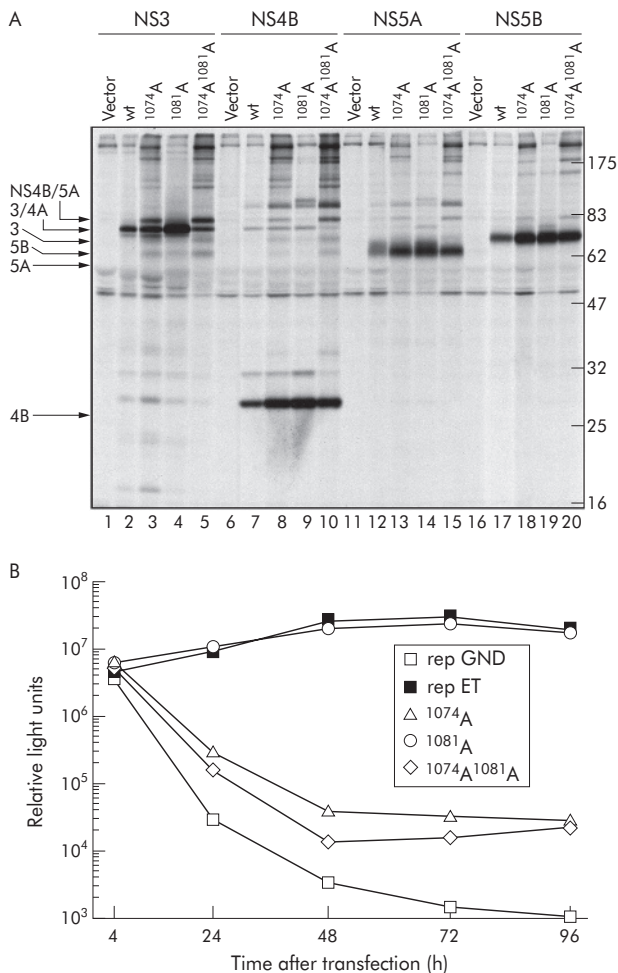 A
NS3 NS4B NS5A NS5B
Vector wt 1074A 1081A 1074A1081A Vector wt 1074A 1081A 1074A1081A Vector wt 1074A 1081A 1074A1081A Vector wt 1074A 1081A 1074A1081A
NS4B/5A
3/4A
3
5B
5A
4B
175
83
62
47
32
25
16
1 2 3 4 5 6 7 8 9 10 11 12 13 14 15 16 17 18 19 20
B
10^8
10^7
10^6
10^5
10^4
10^3
Relative light units
rep GND
rep ET
1074A
1081A
1074A1081A
4 24 48 72 96
Time after transfection (h)